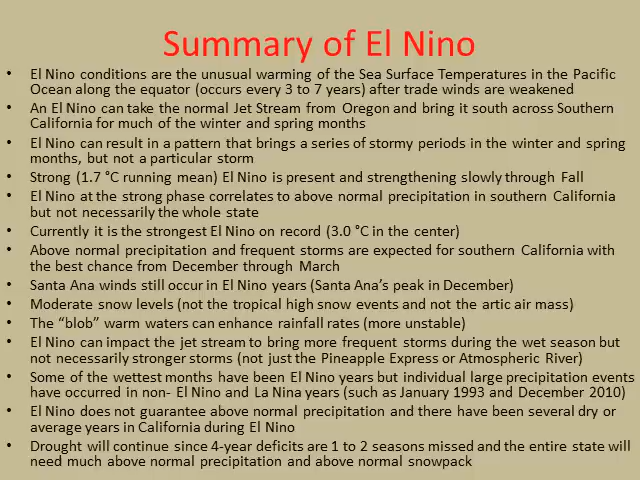 Summary of El Nino
• El Nino conditions are the unusual warming of the Sea Surface Temperatures in the Pacific
Ocean along the equator (occurs every 3 to 7 years) after trade winds are weakened
• An El Nino can take the normal Jet Stream from Oregon and bring it south across Southern
California for much of the winter and spring months
• El Nino can result in a pattern that brings a series of stormy periods in the winter and spring
months, but not a particular storm
• Strong (1.7 °C running mean) El Nino is present and strengthening slowly through Fall
• El Nino at the strong phase correlates to above normal precipitation in southern California
but not necessarily the whole state
• Currently it is the strongest El Nino on record (3.0 °C in the center)
• Above normal precipitation and frequent storms are expected for southern California with
the best chance from December through March
• Santa Ana winds still occur in El Nino years (Santa Ana’s peak in December)
• Moderate snow levels (not the tropical high snow events and not the artic air mass)
• The “blob” warm waters can enhance rainfall rates (more unstable)
• El Nino can impact the jet stream to bring more frequent storms during the wet season but
not necessarily stronger storms (not just the Pineapple Express or Atmospheric River)
• Some of the wettest months have been El Nino years but individual large precipitation events
have occurred in non- El Nino and La Nina years (such as January 1993 and December 2010)
• El Nino does not guarantee above normal precipitation and there have been several dry or
average years in California during El Nino
• Drought will continue since 4-year deficits are 1 to 2 seasons missed and the entire state will
need much above normal precipitation and above normal snowpack